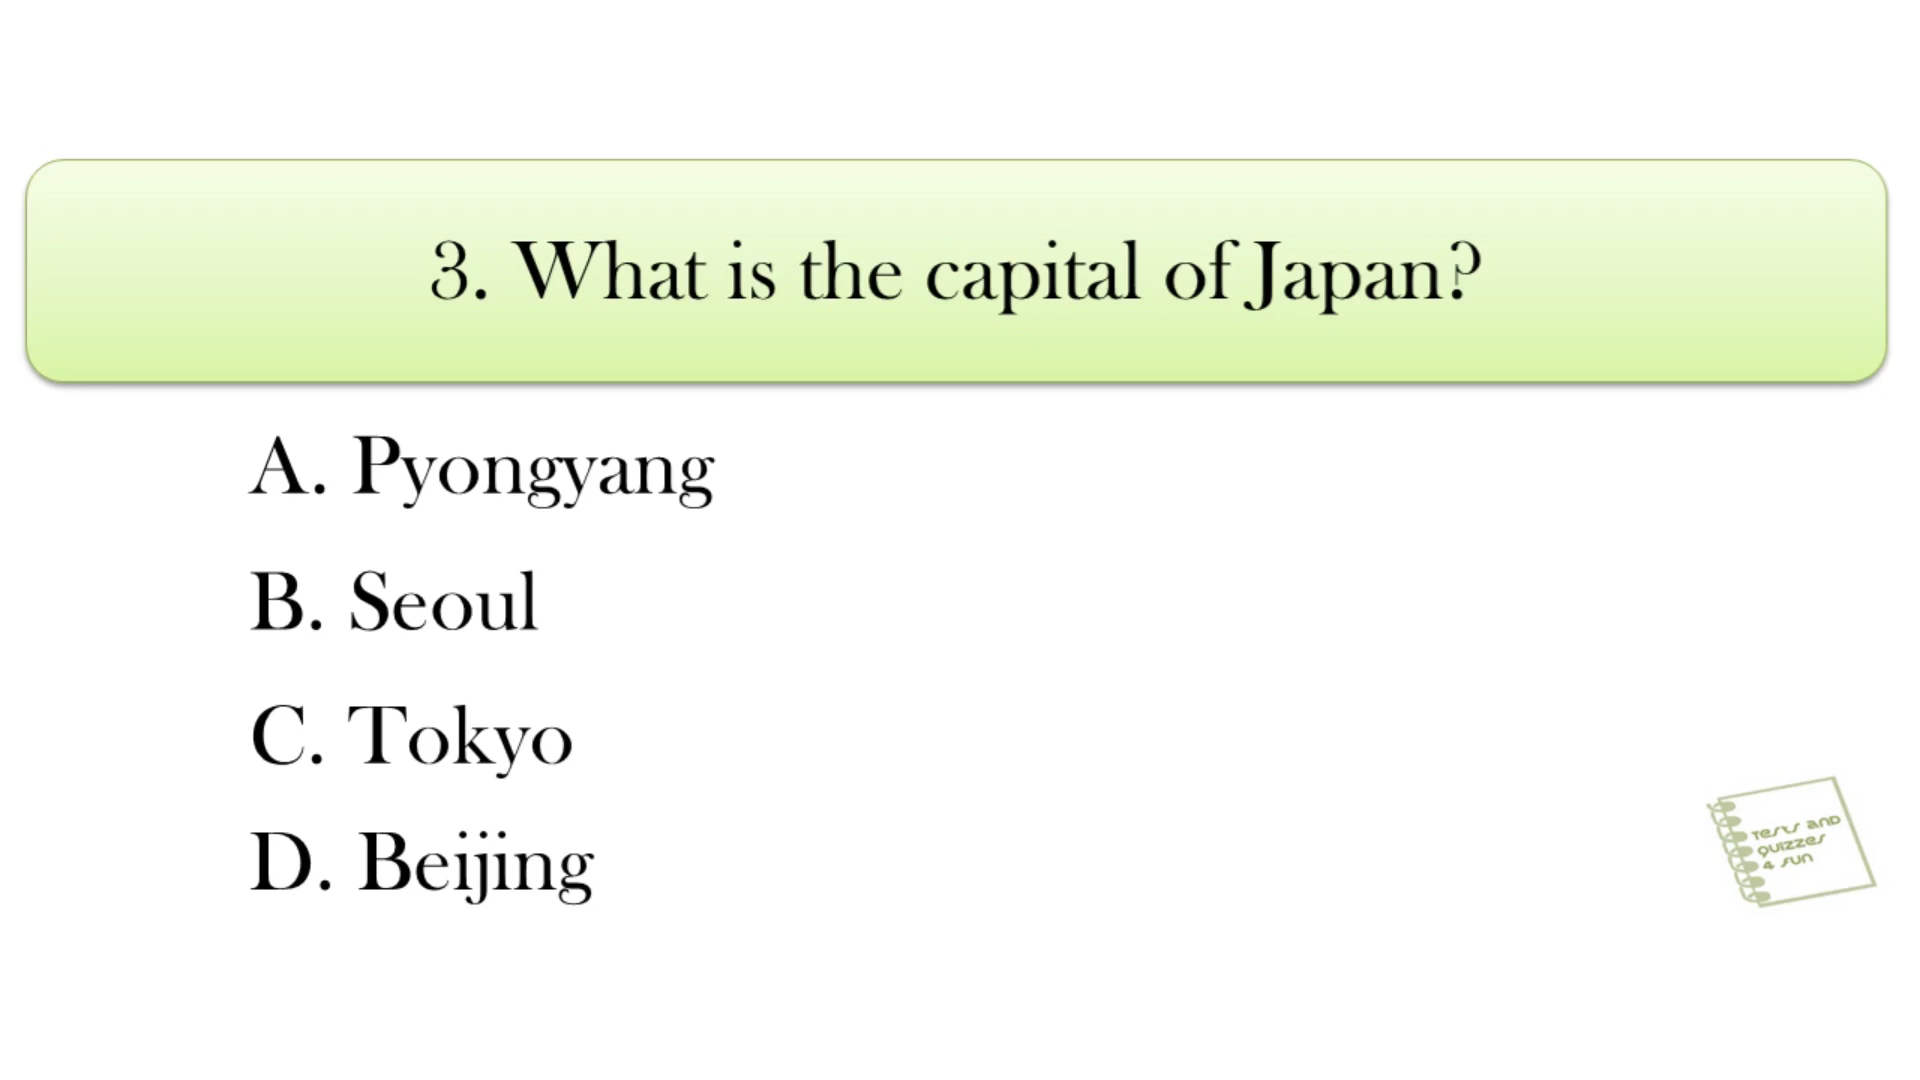 3. What is the capital of Japan?
A. Pyongyang
B. Seoul
C. Tokyo
D. Beijing
Tests and
Quizzes
4 Fun